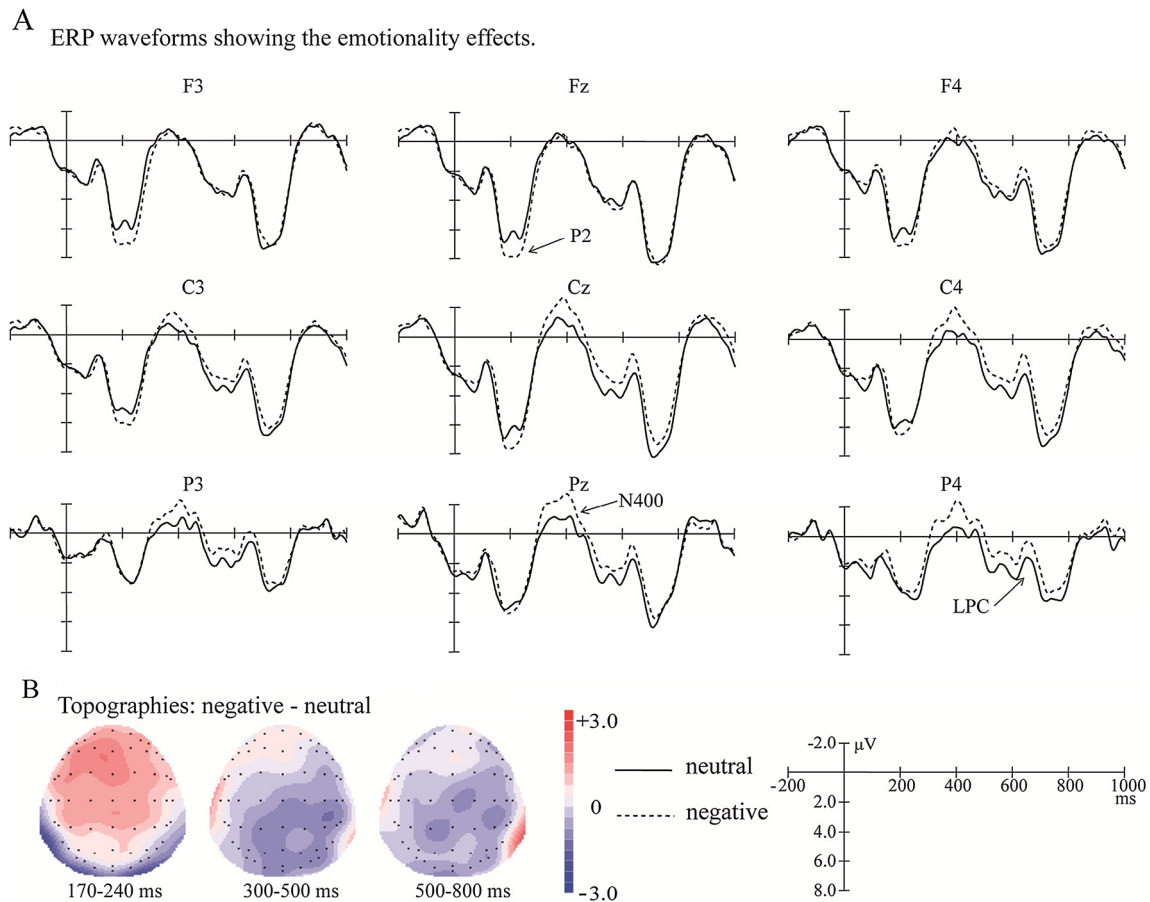 A
ERP waveforms showing the emotionality effects.
F3 Fz F4
P2
C3 Cz C4
P3 Pz P4
N400
LPC
B
Topographies: negative - neutral
+3.0
0
-3.0
170-240 ms 300-500 ms 500-800 ms
neutral
negative
-2.0 µV
-200 200 400 600 800 1000
ms
2.0
4.0
6.0
8.0